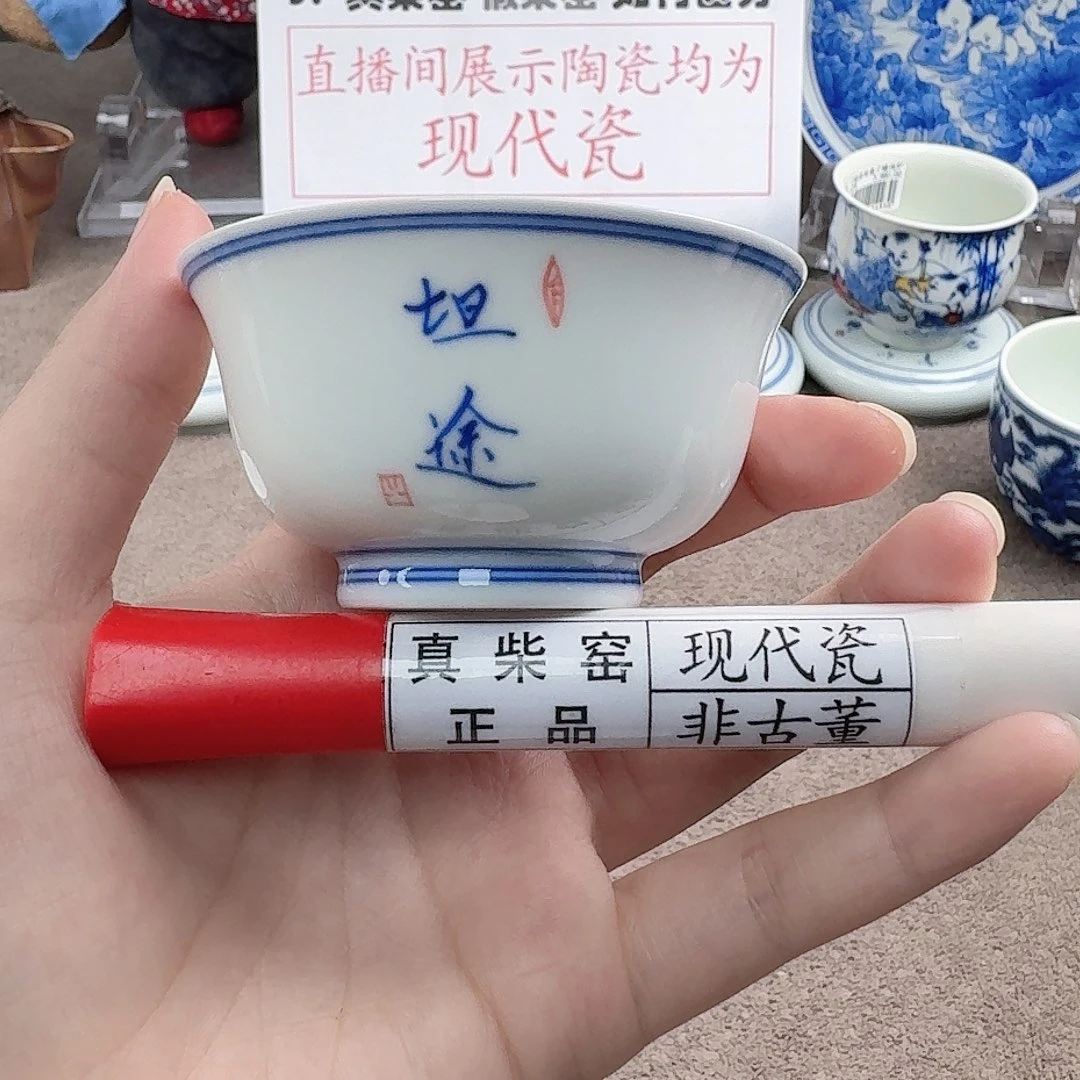 直播间展示陶瓷均为
现代瓷
坦
途
真柴窑
正品
现代瓷
非古董